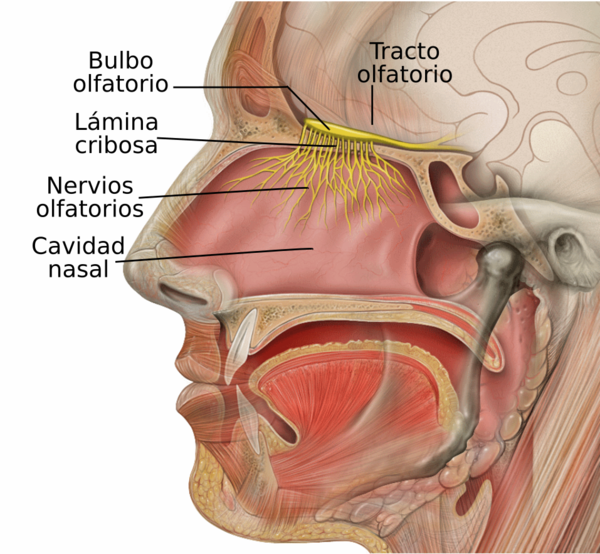 Bulbo
olfatorio
Tracto
olfatorio
Lámina
cribosa
Nervios
olfatorios
Cavidad
nasal